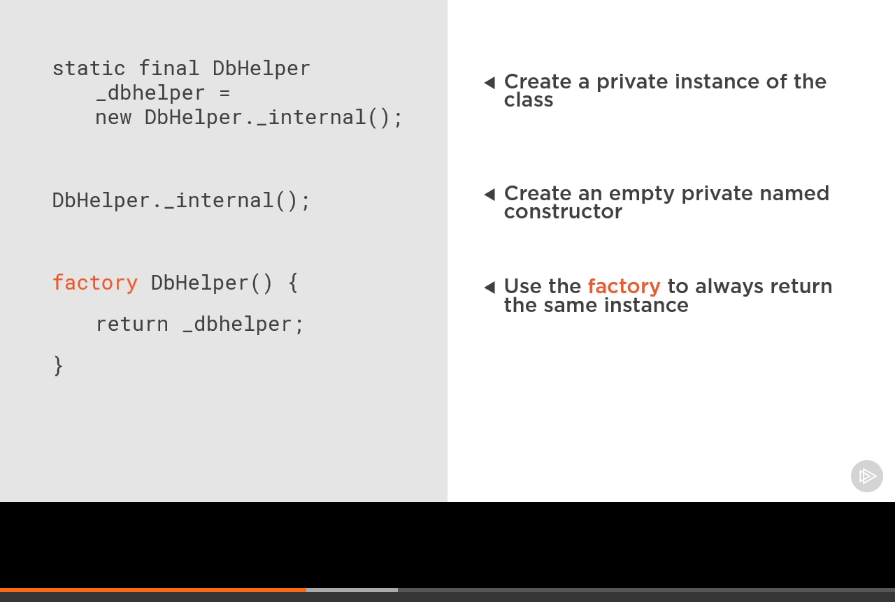 static final DbHelper
_dbhelper =
new DbHelper._internal();
Create a private instance of the
class
DbHelper._internal();
Create an empty private named
constructor
factory DbHelper() {
return _dbhelper;
}
Use the factory to always return
the same instance